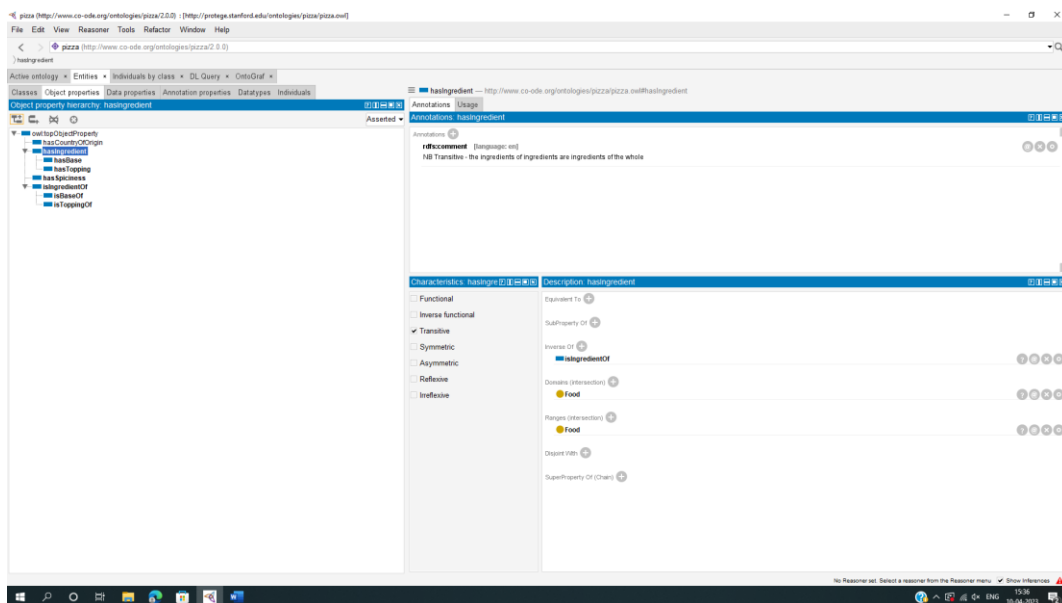 pizza (http://www.co-ode.org/ontologies/pizza/2.0.0) : [http://protege.stanford.edu/ontologies/pizza/pizza.owl]
File Edit View Reasoner Tools Refactor Window Help
pizza (http://www.co-ode.org/ontologies/pizza/2.0.0)
hasIngredient
Active ontology × Entities × Individuals by class × DL Query × OntoGraf ×
Classes Object properties Data properties Annotation properties Datatypes Individuals
Object property hierarchy: hasIngredient
Asserted
owl:topObjectProperty
hasCountryOfOrigin
hasIngredient
hasBase
hasTopping
hasSpiciness
isIngredientOf
isBaseOf
isToppingOf
hasIngredient — http://www.co-ode.org/ontologies/pizza/pizza.owl#hasIngredient
Annotations Usage
Annotations: hasIngredient
Annotations
rdfs:comment [language: en]
NB Transitive - the ingredients of ingredients are ingredients of the whole
Characteristics: hasIngre
Functional
Inverse functional
Transitive
Symmetric
Asymmetric
Reflexive
Irreflexive
Description: hasIngredient
Equivalent To
SubProperty Of
Inverse Of
isIngredientOf
Domains (intersection)
Food
Ranges (intersection)
Food
Disjoint With
SuperProperty Of (Chain)
No Reasoner set. Select a reasoner from the Reasoner menu Show Inferences
ENG
15:36
10-04-2023